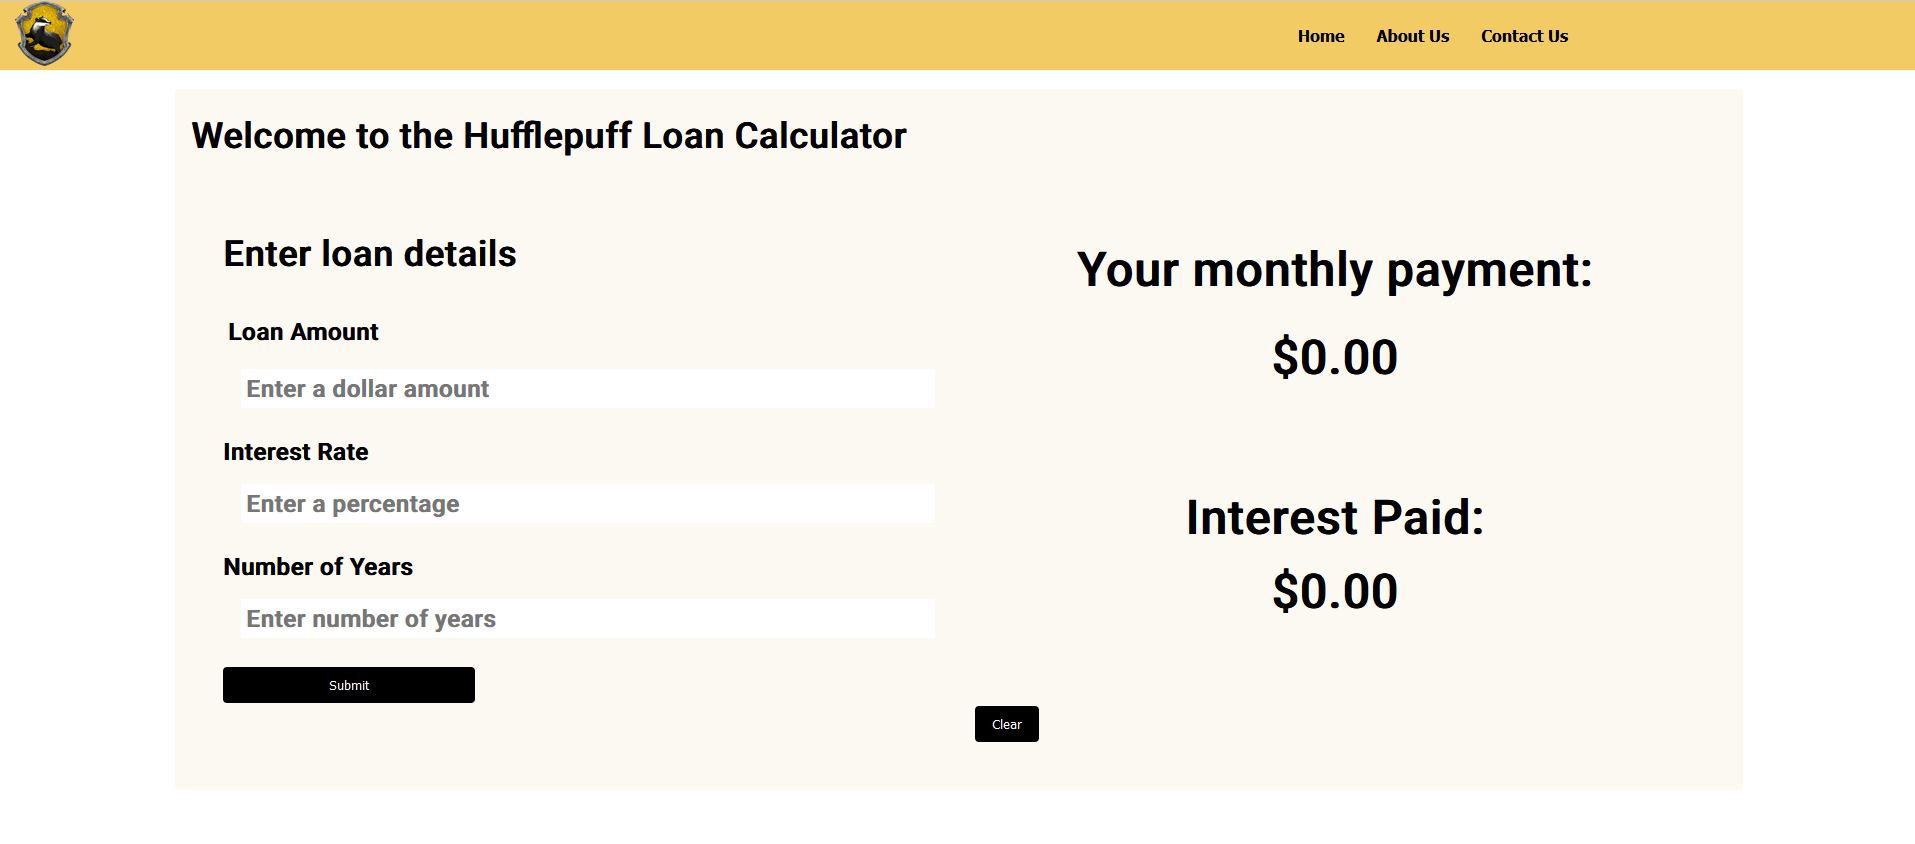 Home About Us Contact Us
Welcome to the Hufflepuff Loan Calculator
Enter loan details
Loan Amount
Enter a dollar amount
Interest Rate
Enter a percentage
Number of Years
Enter number of years
Submit
Your monthly payment:
$0.00
Interest Paid:
$0.00
Clear